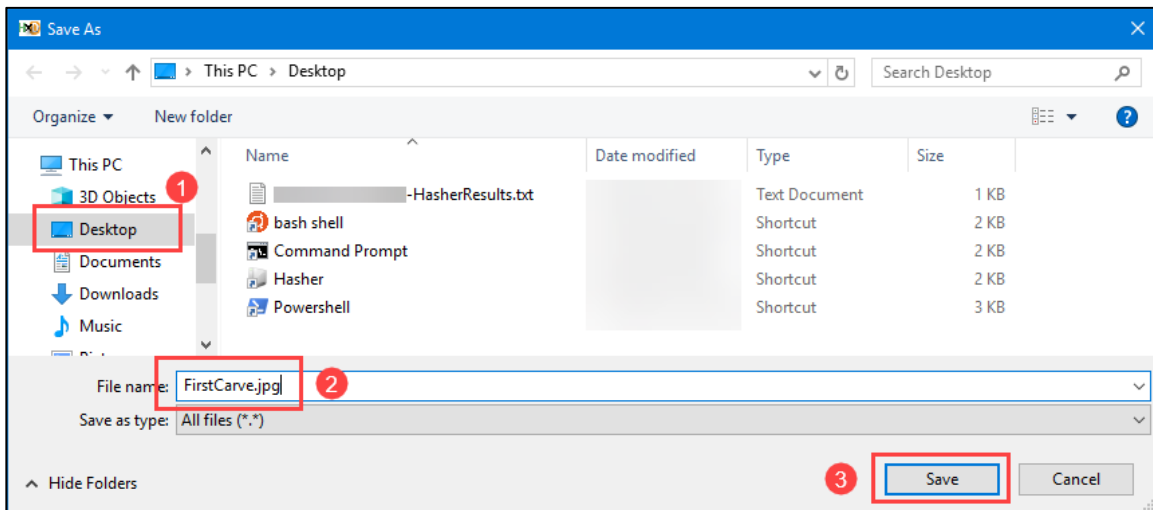 Save As
This PC > Desktop
Search Desktop
Organize
New folder
Name
Date modified
Type
Size
This PC
3D Objects
1
Desktop
Documents
Downloads
Music
-HasherResults.txt
Text Document
1 KB
bash shell
Shortcut
2 KB
Command Prompt
Shortcut
2 KB
Hasher
Shortcut
2 KB
Powershell
Shortcut
3 KB
File name:
FirstCarve.jpg
2
Save as type:
All files (*.*)
Hide Folders
3
Save
Cancel